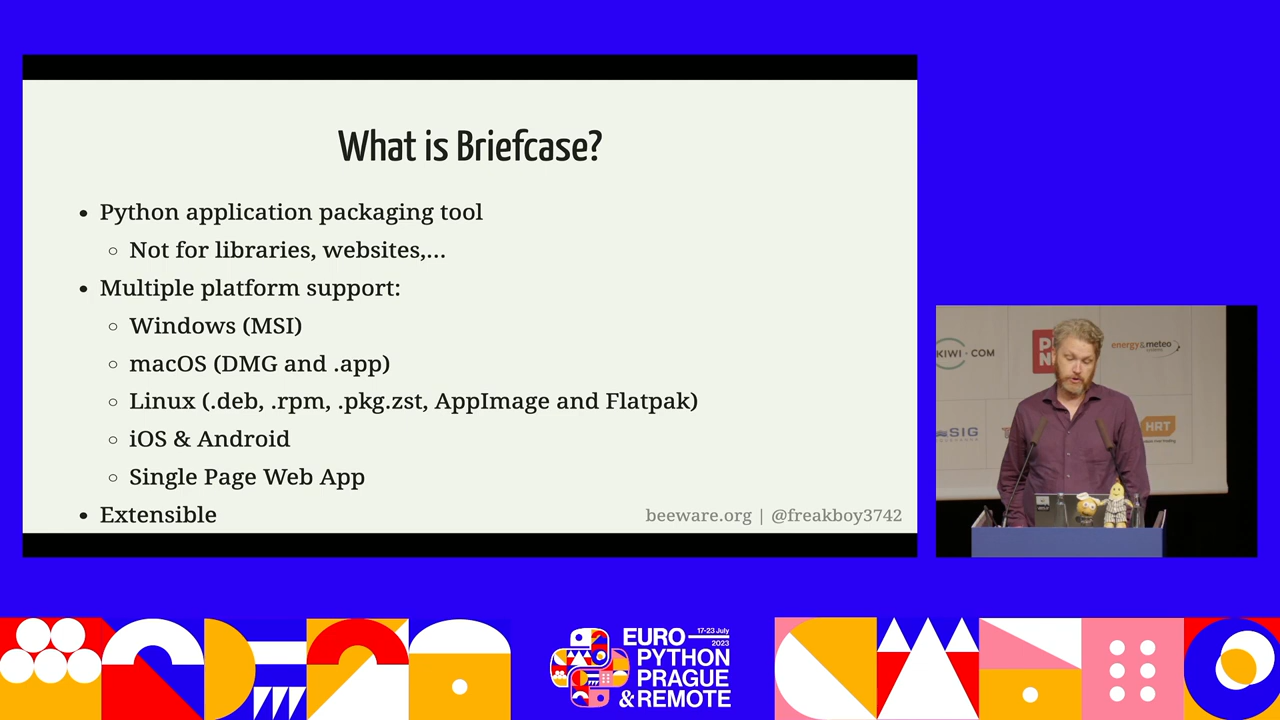 What is Briefcase?
• Python application packaging tool
◦ Not for libraries, websites,...
• Multiple platform support:
◦ Windows (MSI)
◦ macOS (DMG and .app)
◦ Linux (.deb, .rpm, .pkg.zst, AppImage and Flatpak)
◦ iOS & Android
◦ Single Page Web App
• Extensible
beeware.org | @freakboy3742
KIWI.COM
energy&meteo
systems
SIG
HRT
EURO 17-23 July
2023
PYTHON
PRAGUE
&REMOTE